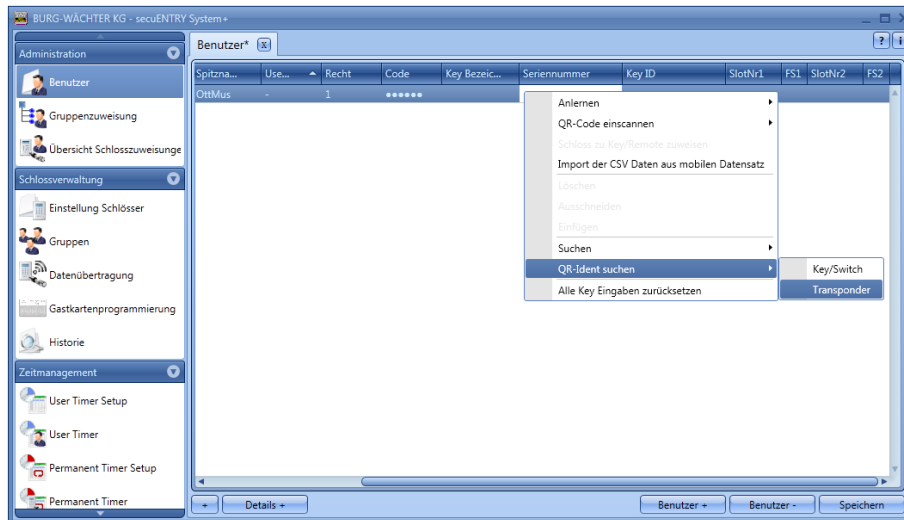 BURG-WÄCHTER KG - secuENTRY System+
Administration
Benutzer
Gruppenzuweisung
Übersicht Schlosszuweisunge
Schlossverwaltung
Einstellung Schlösser
Gruppen
Datenübertragung
Gastkartenprogrammierung
Historie
Zeitmanagement
User Timer Setup
User Timer
Permanent Timer Setup
Permanent Timer
Benutzer* x
? i
Spitzna... Use... Recht Code Key Bezeic... Seriennummer Key ID SlotNr1 FS1 SlotNr2 FS2
OttMus - 1 ●●●●●●
Anlernen
QR-Code einscannen
Schloss zu Key/Remote zuweisen
Import der CSV Daten aus mobilen Datensatz
Löschen
Ausschneiden
Einfügen
Suchen
QR-Ident suchen
Alle Key Eingaben zurücksetzen
Key/Switch
Transponder
+ Details + Benutzer + Benutzer - Speichern